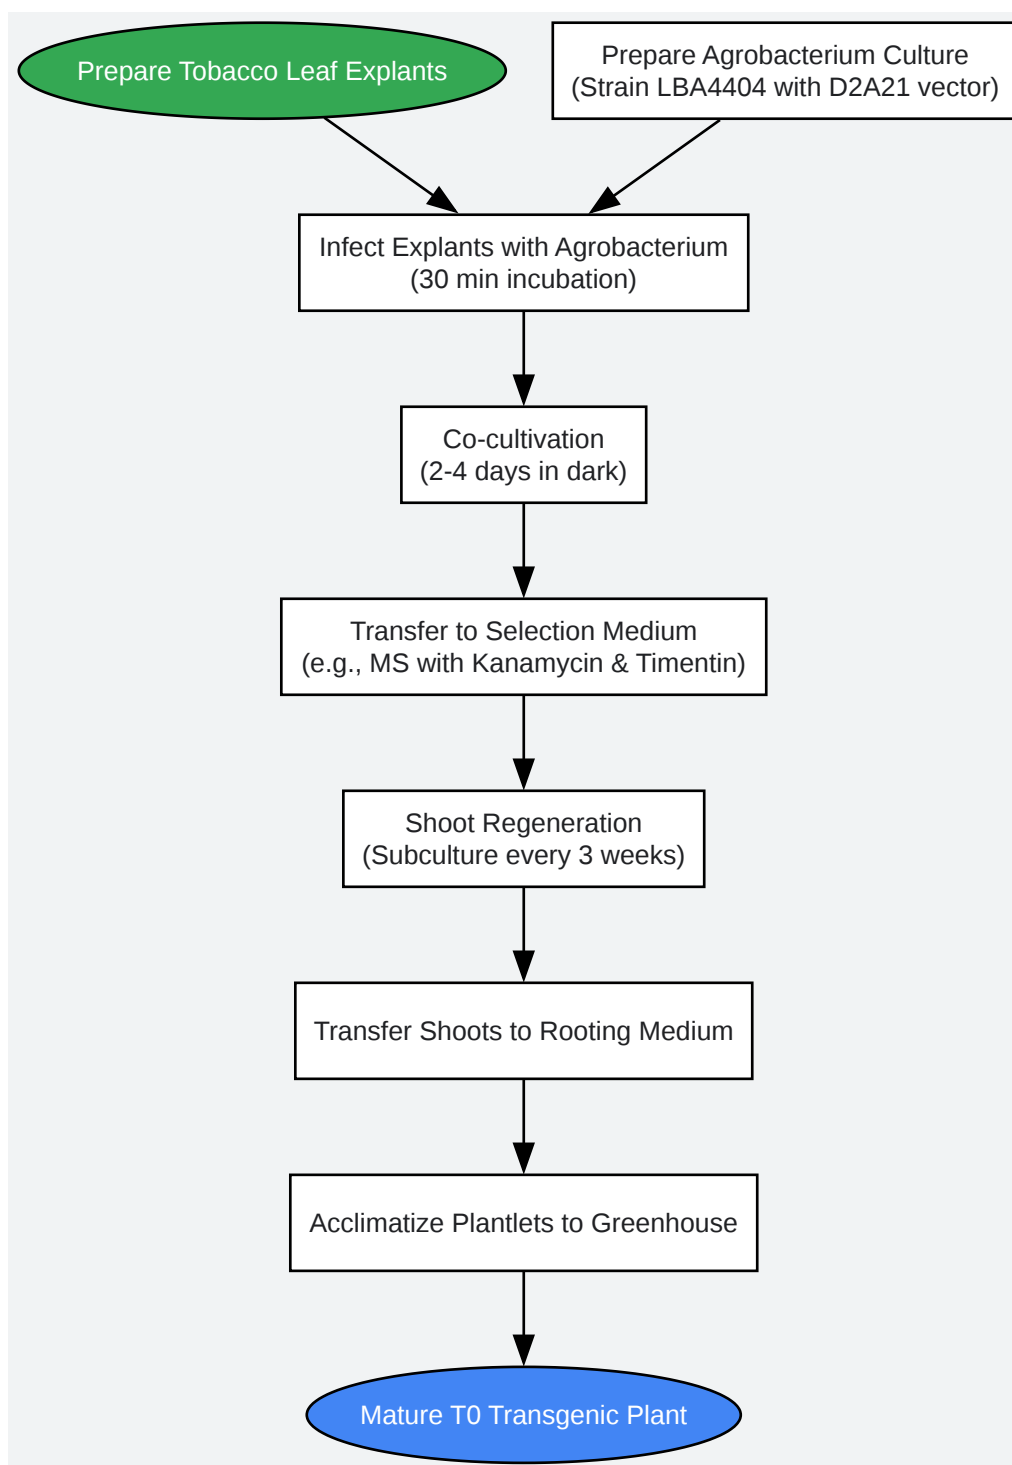 Prepare Tobacco Leaf Explants
Prepare Agrobacterium Culture
(Strain LBA4404 with D2A21 vector)
Infect Explants with Agrobacterium
(30 min incubation)
Co-cultivation
(2-4 days in dark)
Transfer to Selection Medium
(e.g., MS with Kanamycin & Timentin)
Shoot Regeneration
(Subculture every 3 weeks)
Transfer Shoots to Rooting Medium
Acclimatize Plantlets to Greenhouse
Mature T0 Transgenic Plant